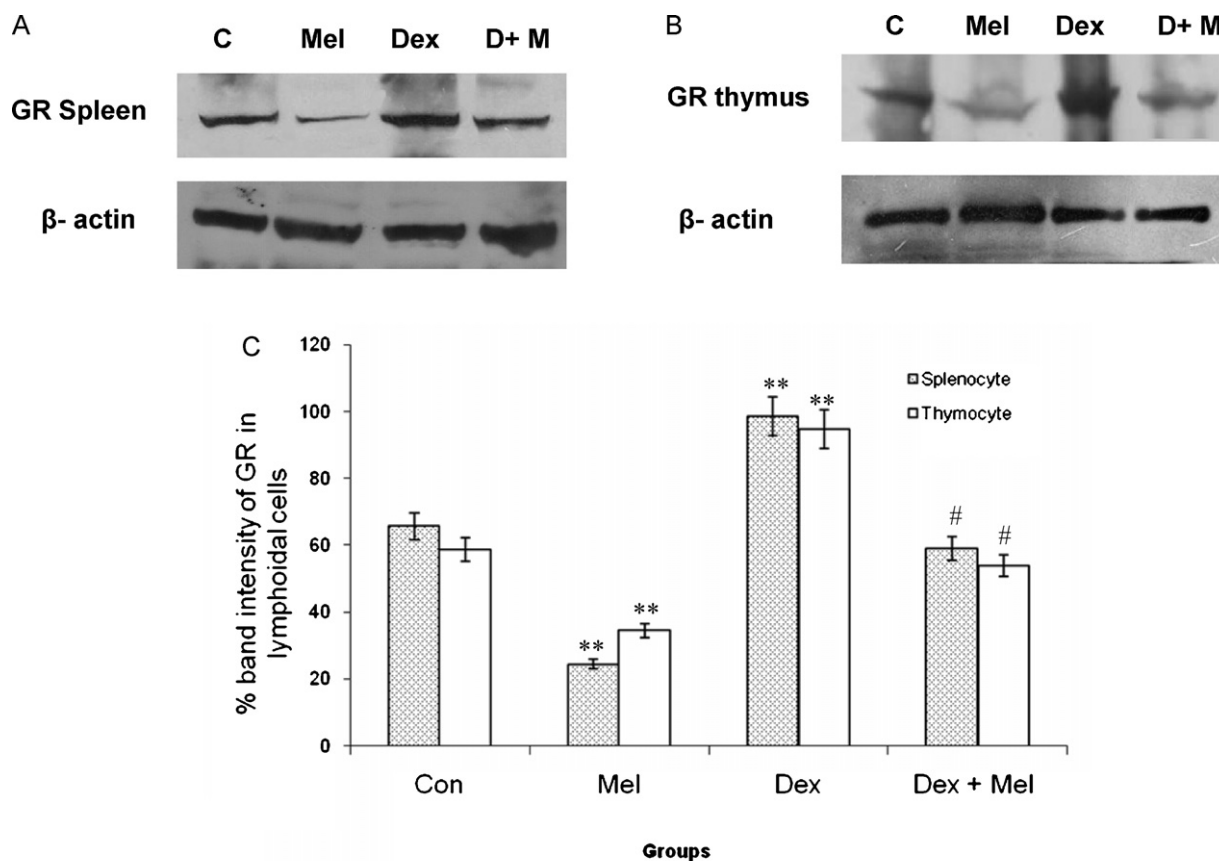 A
C Mel Dex D+ M
GR Spleen
β- actin
B
C Mel Dex D+ M
GR thymus
β- actin
C
% band intensity of GR in
lymphoidal cells
120
100
80
60
40
20
0
** **
** **
# #
Splenocyte
Thymocyte
Con Mel Dex Dex + Mel
Groups